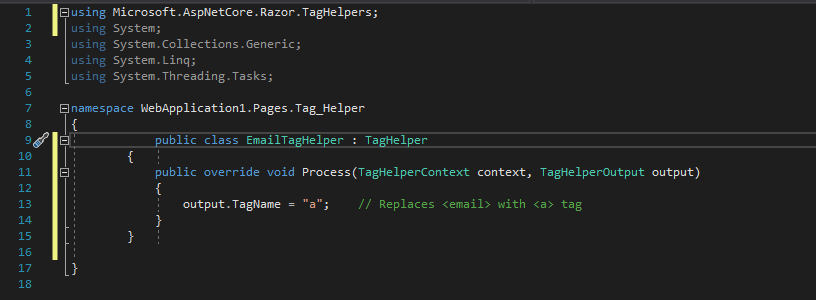 1 using Microsoft.AspNetCore.Razor.TagHelpers;
2 using System;
3 using System.Collections.Generic;
4 using System.Linq;
5 using System.Threading.Tasks;
6
7 namespace WebApplication1.Pages.Tag_Helper
8 {
9 public class EmailTagHelper : TagHelper
10 {
11 public override void Process(TagHelperContext context, TagHelperOutput output)
12 {
13 output.TagName = "a"; // Replaces <email> with <a> tag
14 }
15 }
16
17 }
18